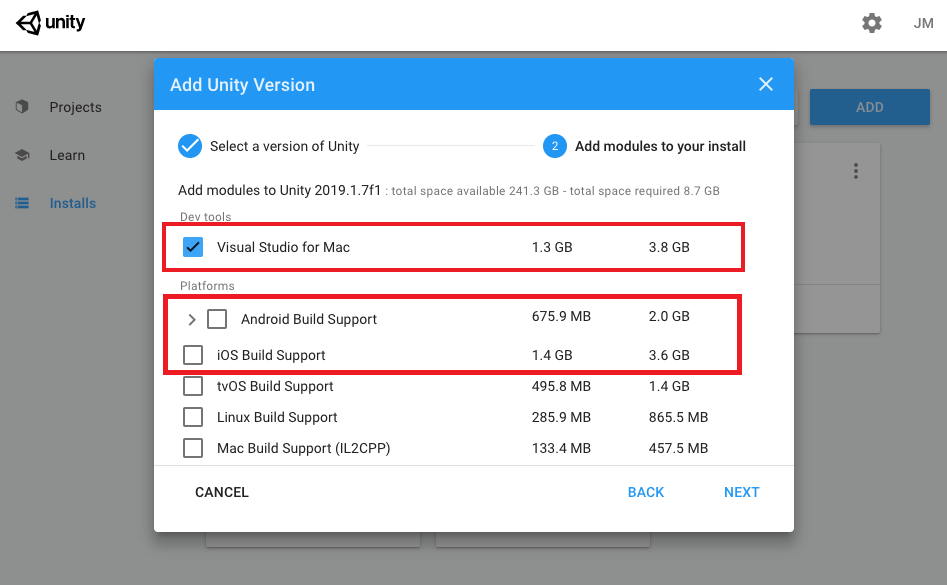 unity
JM
Add Unity Version
Projects
ADD
Select a version of Unity
2
Add modules to your install
Learn
Add modules to Unity 2019.1.7f1 : total space available 241.3 GB - total space required 8.7 GB
Installs
Dev tools
Visual Studio for Mac 1.3 GB 3.8 GB
Platforms
Android Build Support 675.9 MB 2.0 GB
iOS Build Support 1.4 GB 3.6 GB
tvOS Build Support 495.8 MB 1.4 GB
Linux Build Support 285.9 MB 865.5 MB
Mac Build Support (IL2CPP) 133.4 MB 457.5 MB
CANCEL BACK NEXT